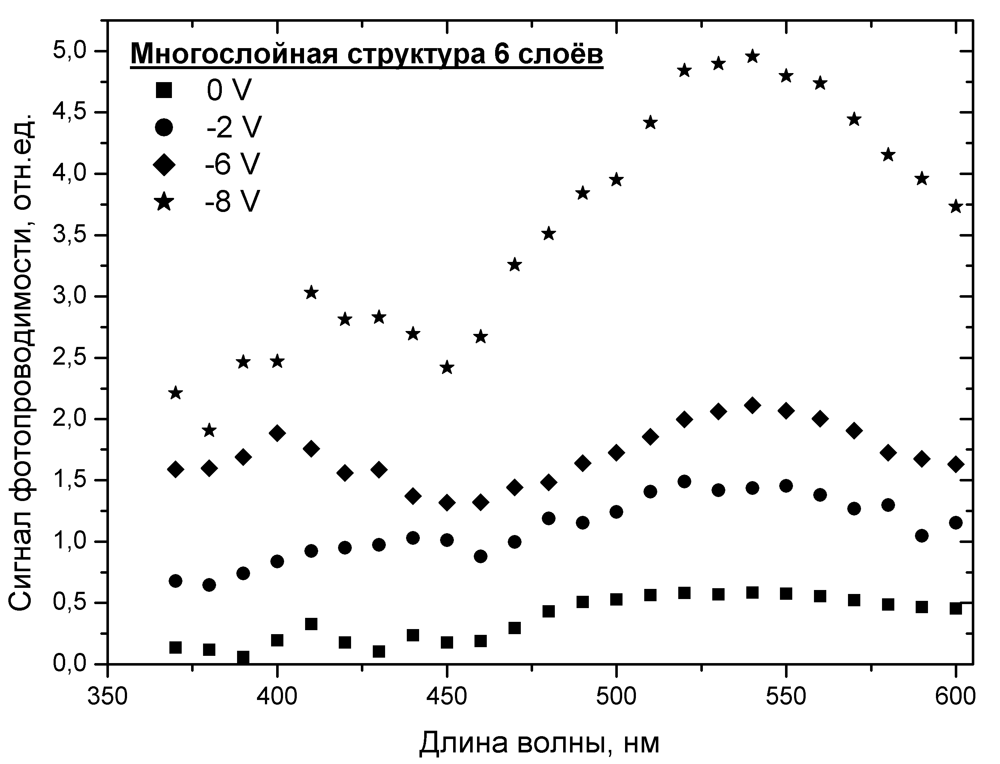 Многослойная структура 6 слоёв
0 V
-2 V
-6 V
-8 V
Сигнал фотопроводимости, отн.ед.
5,0
4,5
4,0
3,5
3,0
2,5
2,0
1,5
1,0
0,5
0,0
350 400 450 500 550 600
Длина волны, нм